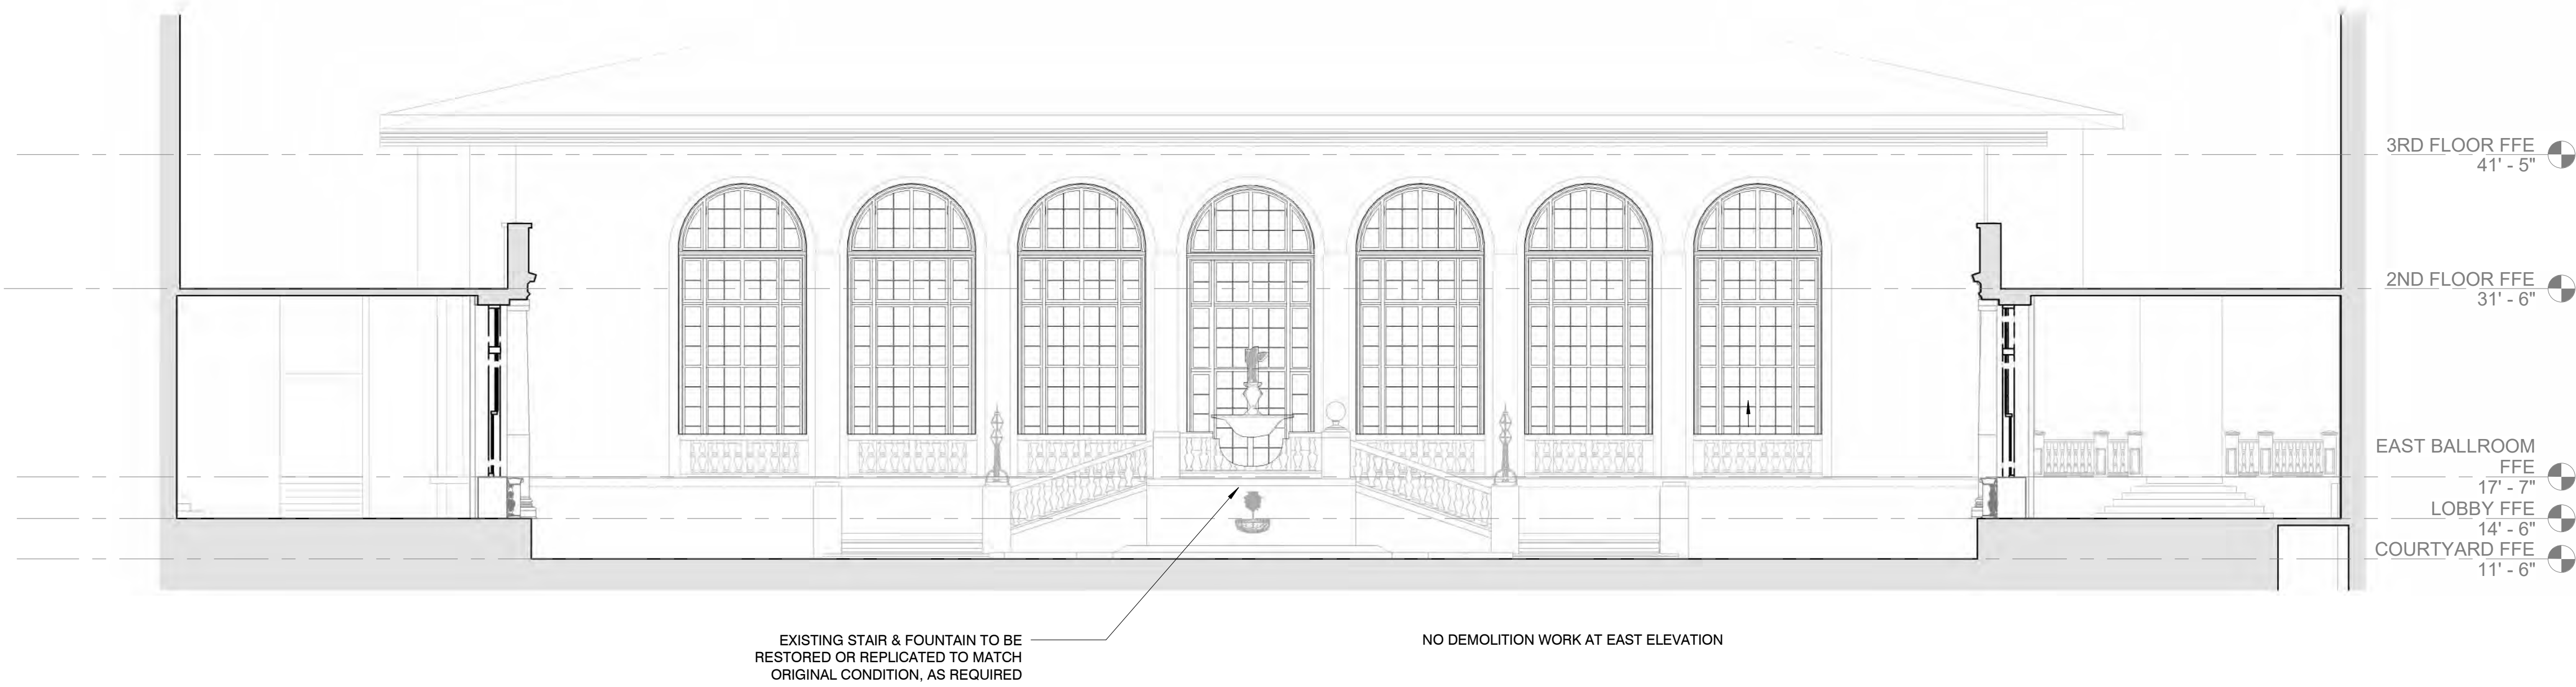 3RD FLOOR FFE
41' - 5"
2ND FLOOR FFE
31' - 6"
EAST BALLROOM
FFE
17' - 7"
LOBBY FFE
14' - 6"
COURTYARD FFE
11' - 6"
EXISTING STAIR & FOUNTAIN TO BE
RESTORED OR REPLICATED TO MATCH
ORIGINAL CONDITION, AS REQUIRED
NO DEMOLITION WORK AT EAST ELEVATION